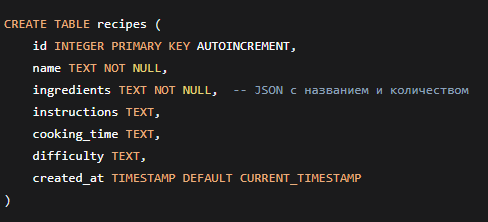 CREATE TABLE recipes (
    id INTEGER PRIMARY KEY AUTOINCREMENT,
    name TEXT NOT NULL,
    ingredients TEXT NOT NULL,  -- JSON с названием и количеством
    instructions TEXT,
    cooking_time TEXT,
    difficulty TEXT,
    created_at TIMESTAMP DEFAULT CURRENT_TIMESTAMP
)